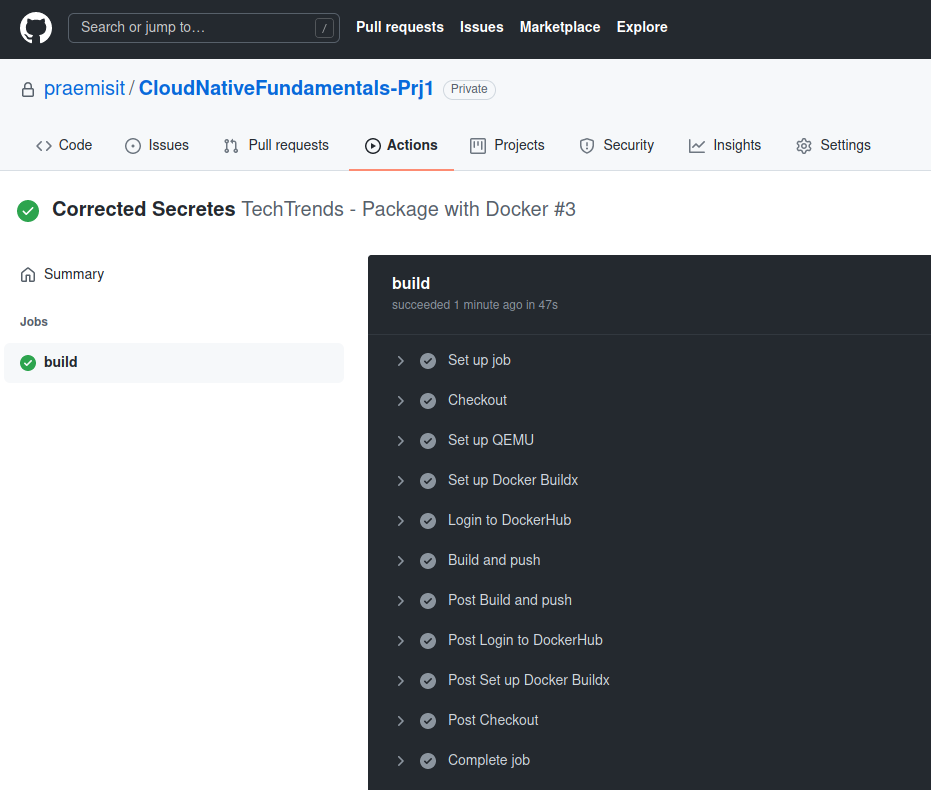 Search or jump to… / Pull requests Issues Marketplace Explore
praemisit / CloudNativeFundamentals-Prj1 Private
Code Issues Pull requests Actions Projects Security Insights Settings
Corrected Secretes TechTrends - Package with Docker #3
Summary
Jobs
build
build
succeeded 1 minute ago in 47s
Set up job
Checkout
Set up QEMU
Set up Docker Buildx
Login to DockerHub
Build and push
Post Build and push
Post Login to DockerHub
Post Set up Docker Buildx
Post Checkout
Complete job